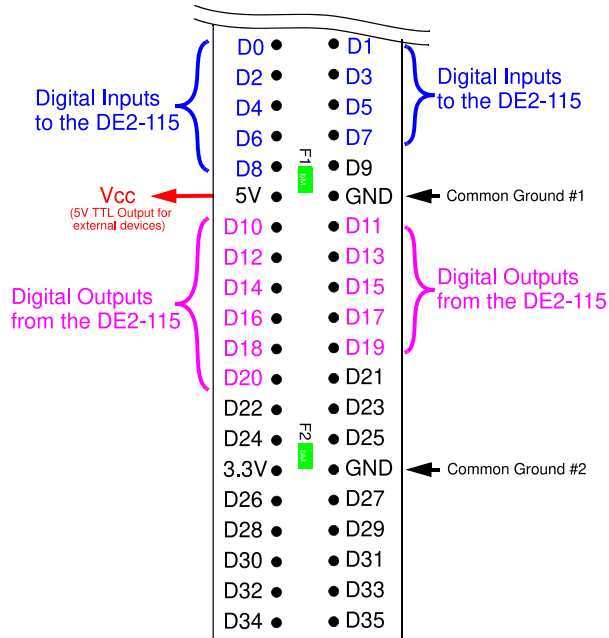 D0 D1
D2 D3
Digital Inputs
to the DE2-115
D4 D5
Digital Inputs
to the DE2-115
D6 D7
F1
D8 D9
Vcc
(5V TTL Output for
external devices)
5V GND
Common Ground #1
D10 D11
D12 D13
Digital Outputs
from the DE2-115
D14 D15
Digital Outputs
from the DE2-115
D16 D17
D18 D19
D20 D21
D22 D23
F2
D24 D25
3.3V GND
Common Ground #2
D26 D27
D28 D29
D30 D31
D32 D33
D34 D35